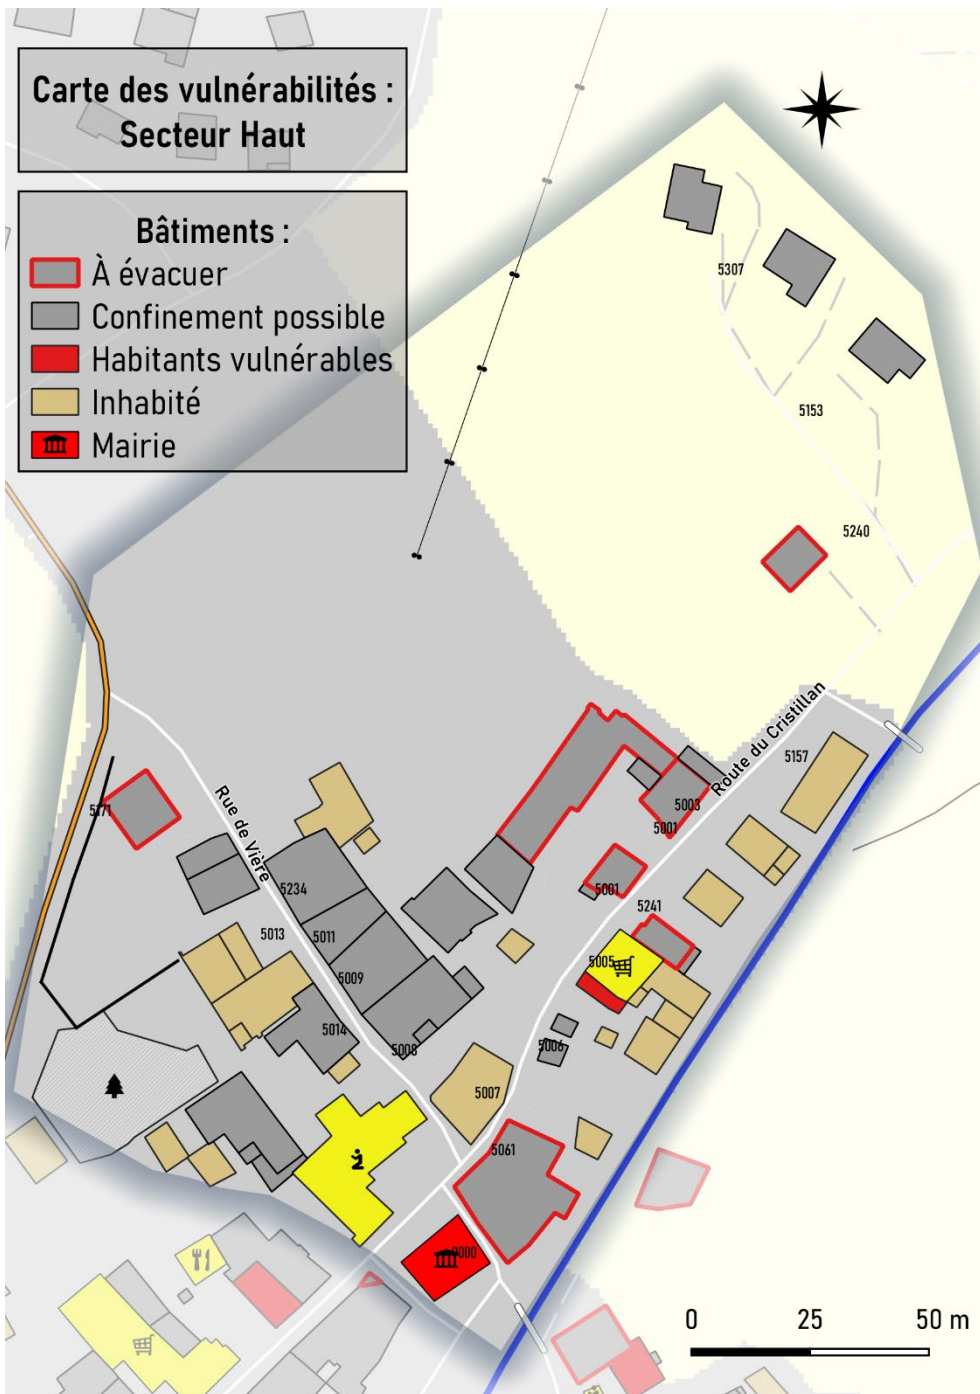 Carte des vulnérabilités :
Secteur Haut
Bâtiments :
À évacuer
Confinement possible
Habitants vulnérables
Inhabité
Mairie
5307
5153
5240
Route du Cristillan
5157
5171
5003
5001
Rue de Vière
5234
5001
5241
5013
5011
5005
5009
5014
5008
5006
5007
5061
0 25 50 m